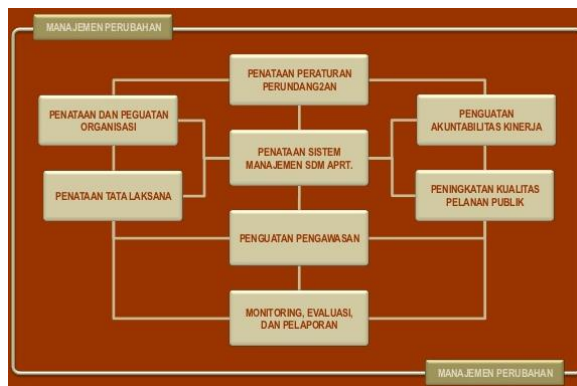 MANAJEMEN PERUBAHAN
PENATAAN PERATURAN
PERUNDANG2AN
PENATAAN DAN PEGUATAN
ORGANISASI
PENGUATAN
AKUNTABILITAS KINERJA
PENATAAN SISTEM
MANAJEMEN SDM APRT.
PENATAAN TATA LAKSANA
PENINGKATAN KUALITAS
PELANAN PUBLIK
PENGUATAN PENGAWASAN
MONITORING, EVALUASI,
DAN PELAPORAN
MANAJEMEN PERUBAHAN